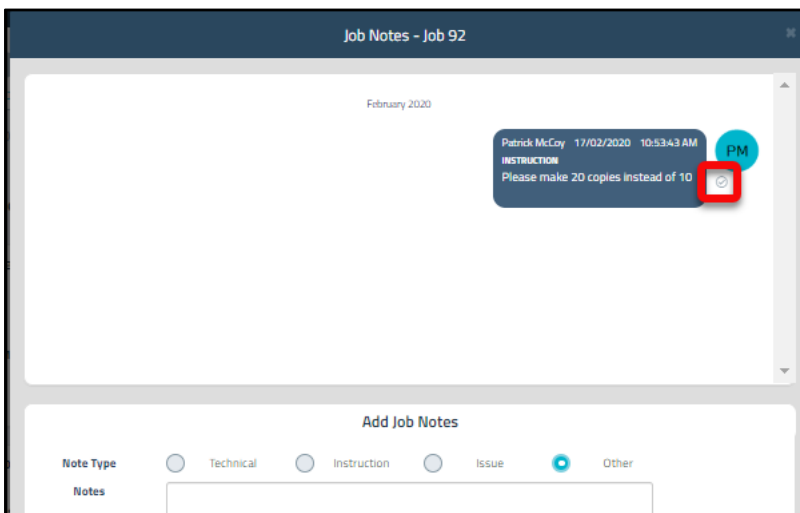 Job Notes - Job 92
February 2020
Patrick McCoy 17/02/2020 10:53:43 AM
PM
INSTRUCTION
Please make 20 copies instead of 10
Add Job Notes
Note Type Technical Instruction Issue Other
Notes